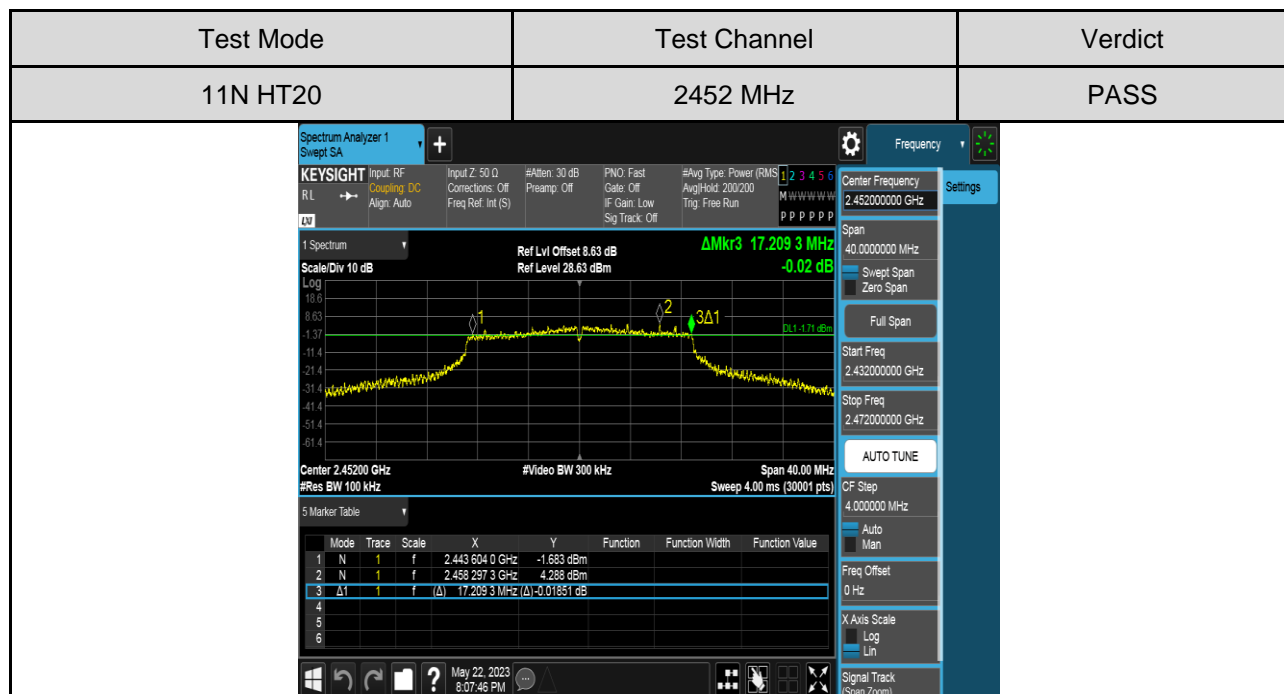 Test Mode Test Channel Verdict
11N HT20 2452 MHz PASS
Spectrum Analyzer 1
Swept SA
+
Frequency
KEYSIGHT Input: RF Input Z: 50 Ω #Atten: 30 dB PNO: Fast #Avg Type: Power (RMS 1 2 3 4 5 6
RL Coupling: DC Corrections: Off Preamp: Off Gate: Off Avg|Hold: 200/200 M W W W W W
Align: Auto Freq Ref: Int (S) IF Gain: Low Trig: Free Run
LXI Sig Track: Off P P P P P P
Center Frequency
2.452000000 GHz
Settings
Span
40.0000000 MHz
Swept Span
Zero Span
Full Span
Start Freq
2.432000000 GHz
Stop Freq
2.472000000 GHz
AUTO TUNE
CF Step
4.000000 MHz
Auto
Man
Freq Offset
0 Hz
X Axis Scale
Log
Lin
Signal Track
(Span Zoom)
1 Spectrum Ref Lvl Offset 8.63 dB ΔMkr3 17.209 3 MHz
Scale/Div 10 dB Ref Level 28.63 dBm -0.02 dB
Log
18.6
8.63
-1.37
-11.4
-21.4
-31.4
-41.4
-51.4
-61.4
1 2 3Δ1
DL1 -1.71 dBm
Center 2.45200 GHz #Video BW 300 kHz Span 40.00 MHz
#Res BW 100 kHz Sweep 4.00 ms (30001 pts)
5 Marker Table
Mode Trace Scale X Y Function Function Width Function Value
1 N 1 f 2.443 604 0 GHz -1.683 dBm
2 N 1 f 2.458 297 3 GHz 4.288 dBm
3 Δ1 1 f (Δ) 17.209 3 MHz (Δ) -0.01851 dB
4
5
6
? May 22, 2023
8:07:46 PM